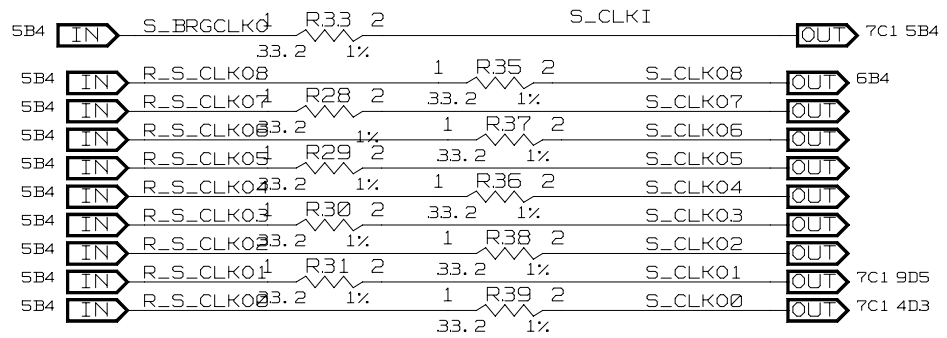 5B4 IN S_BRGCLKO 1 R33 2 S_CLKI OUT 7C1 5B4
33.2 1%
5B4 IN R_S_CLKO8 1 R35 2 S_CLKO8 OUT 6B4
33.2 1%
5B4 IN R_S_CLKO7 1 R28 2 S_CLKO7 OUT
33.2 1%
5B4 IN R_S_CLKO6 1 R37 2 S_CLKO6 OUT
33.2 1%
5B4 IN R_S_CLKO5 1 R29 2 S_CLKO5 OUT
33.2 1%
5B4 IN R_S_CLKO4 1 R36 2 S_CLKO4 OUT
33.2 1%
5B4 IN R_S_CLKO3 1 R30 2 S_CLKO3 OUT
33.2 1%
5B4 IN R_S_CLKO2 1 R38 2 S_CLKO2 OUT
33.2 1%
5B4 IN R_S_CLKO1 1 R31 2 S_CLKO1 OUT 7C1 9D5
33.2 1%
5B4 IN R_S_CLKO0 1 R39 2 S_CLKO0 OUT 7C1 4D3
33.2 1%